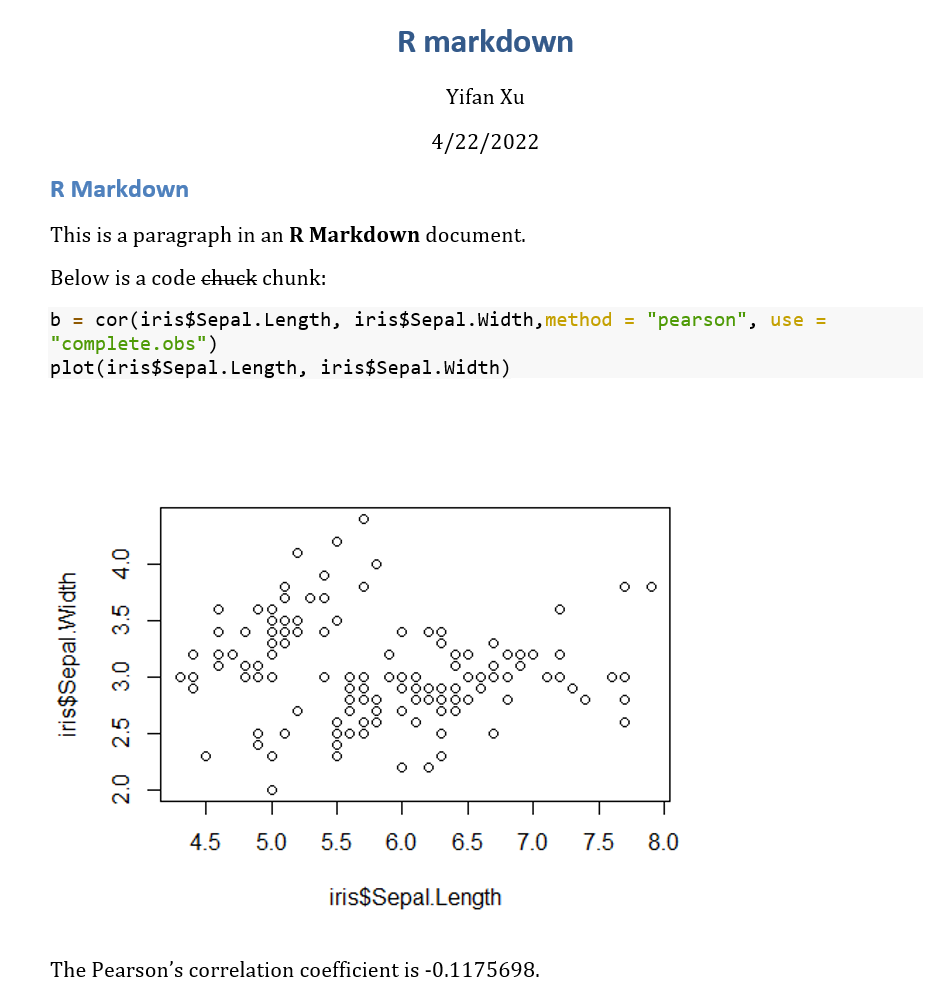 R markdown
Yifan Xu
4/22/2022
R Markdown
This is a paragraph in an R Markdown document.
Below is a code chuck chunk:
b = cor(iris$Sepal.Length, iris$Sepal.Width,method = "pearson", use =
"complete.obs")
plot(iris$Sepal.Length, iris$Sepal.Width)
iris$Sepal.Width
4.0
3.5
3.0
2.5
2.0
4.5 5.0 5.5 6.0 6.5 7.0 7.5 8.0
iris$Sepal.Length
The Pearson’s correlation coefficient is -0.1175698.